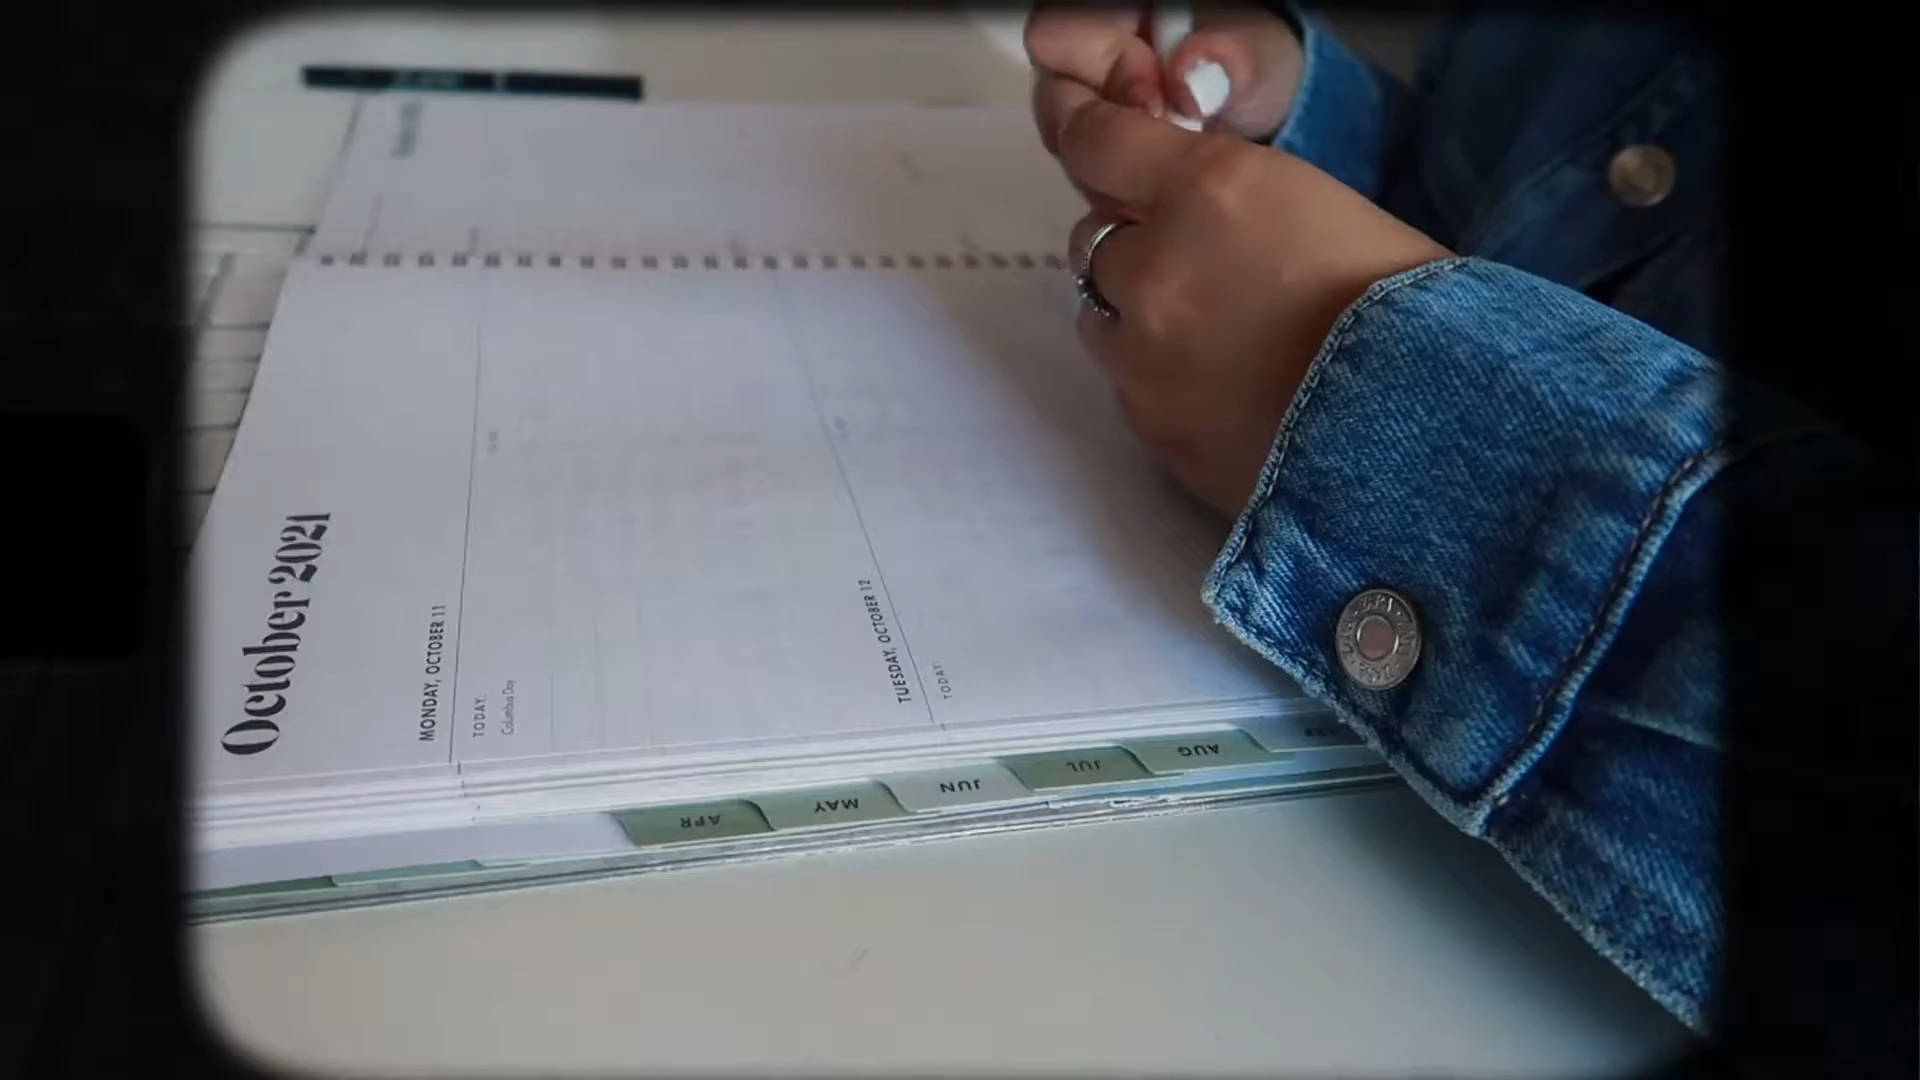 October 2021
MONDAY, OCTOBER 11
TODAY:
Columbus Day
TUESDAY, OCTOBER 12
TODAY:
APR
MAY
JUN
JUL
AUG